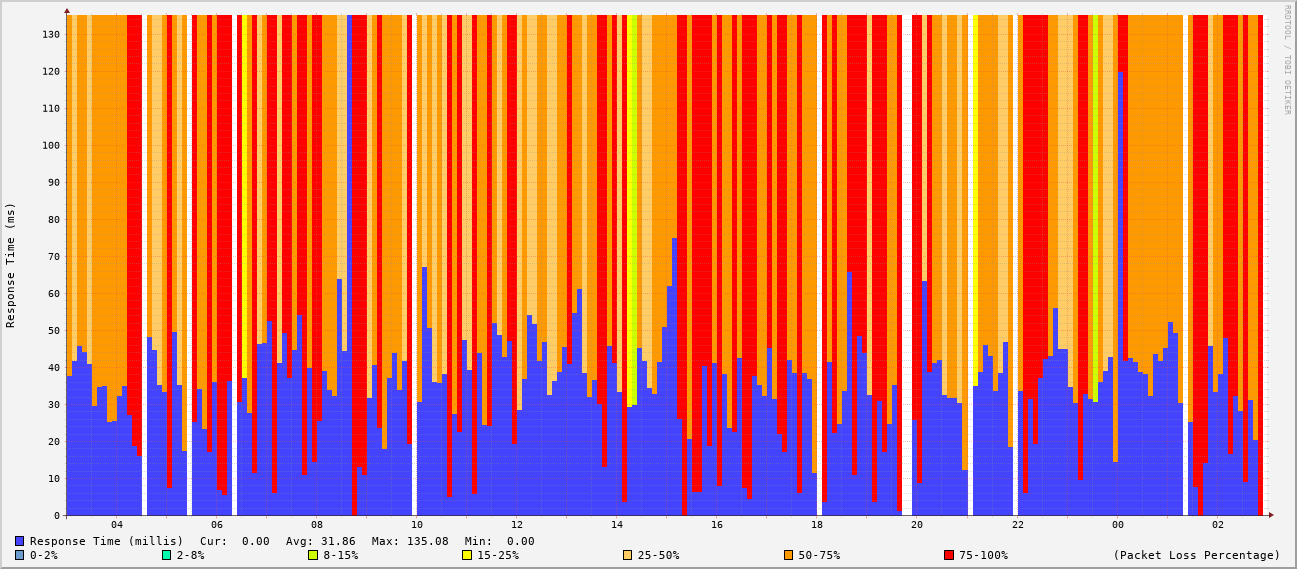 RRDTOOL / TOBI OETIKER
Response Time (ms)
130
120
110
100
90
80
70
60
50
40
30
20
10
0
04 06 08 10 12 14 16 18 20 22 00 02
Response Time (millis) Cur: 0.00 Avg: 31.86 Max: 135.08 Min: 0.00
0-2% 2-8% 8-15% 15-25% 25-50% 50-75% 75-100% (Packet Loss Percentage)